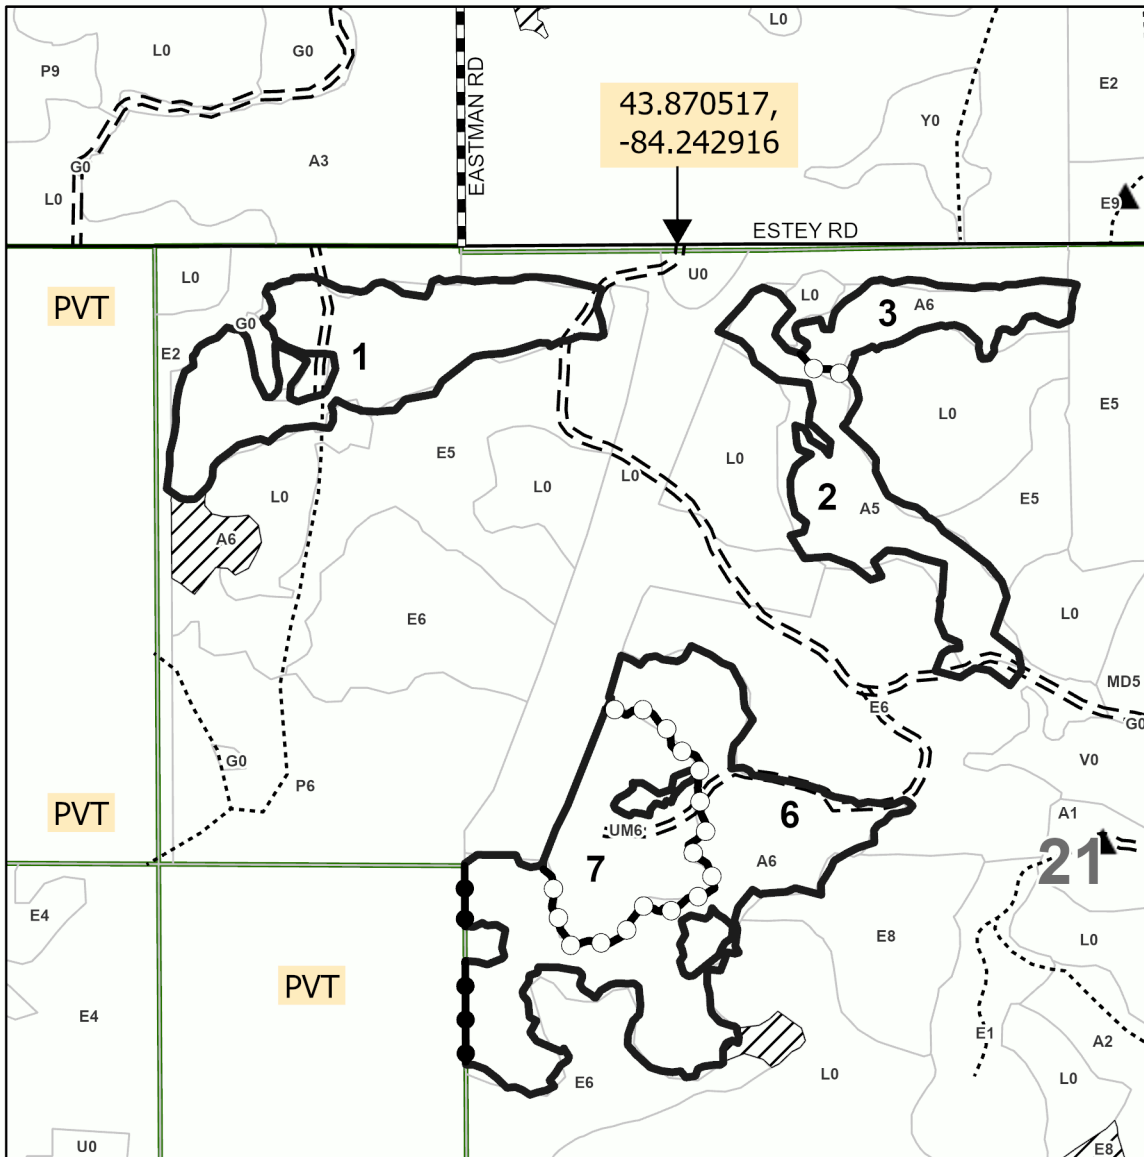 L0
L0
G0
P9
EASTMAN RD
43.870517,
-84.242916
E2
Y0
A3
G0
L0
E9
ESTEY RD
L0
U0
PVT
L0
A6
3
G0
1
E2
E5
L0
E5
L0
L0
L0
L0
2
A5
E5
A6
E6
L0
MD5
E6
G0
G0
P6
V0
PVT
6
A1
UM6
21
7
A6
E4
E8
L0
PVT
E4
E1
A2
E6
L0
L0
U0
E8